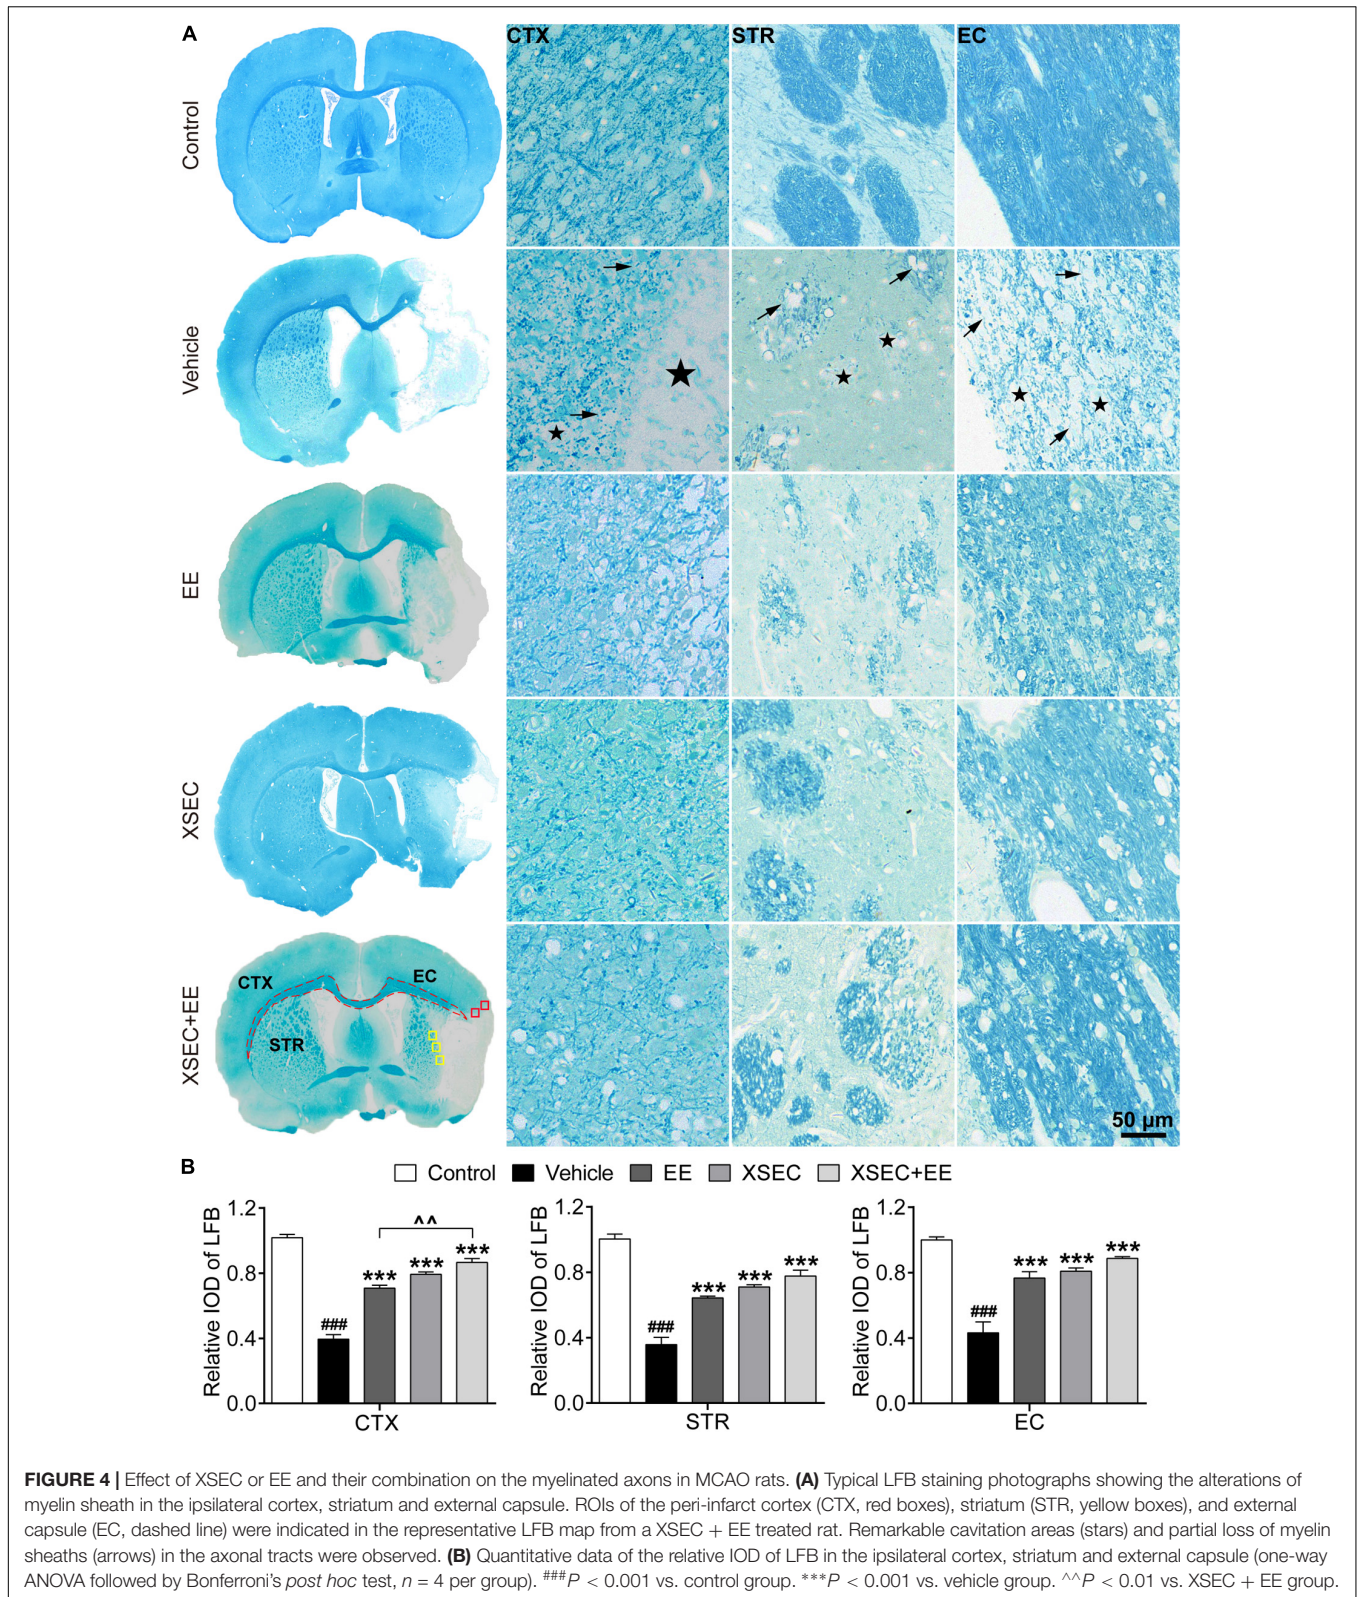 A
CTX
STR
EC
Control
Vehicle
EE
XSEC
XSEC+EE
CTX
EC
STR
50 µm
B
Control
Vehicle
EE
XSEC
XSEC+EE
Relative IOD of LFB
1.2
0.8
0.4
0.0
###
***
***
***
^^
CTX
Relative IOD of LFB
1.2
0.8
0.4
0.0
###
***
***
***
STR
Relative IOD of LFB
1.2
0.8
0.4
0.0
###
***
***
***
EC
FIGURE 4 | Effect of XSEC or EE and their combination on the myelinated axons in MCAO rats. (A) Typical LFB staining photographs showing the alterations of
myelin sheath in the ipsilateral cortex, striatum and external capsule. ROIs of the peri-infarct cortex (CTX, red boxes), striatum (STR, yellow boxes), and external
capsule (EC, dashed line) were indicated in the representative LFB map from a XSEC + EE treated rat. Remarkable cavitation areas (stars) and partial loss of myelin
sheaths (arrows) in the axonal tracts were observed. (B) Quantitative data of the relative IOD of LFB in the ipsilateral cortex, striatum and external capsule (one-way
ANOVA followed by Bonferroni's post hoc test, n = 4 per group). ###P < 0.001 vs. control group. ***P < 0.001 vs. vehicle group. ^^P < 0.01 vs. XSEC + EE group.